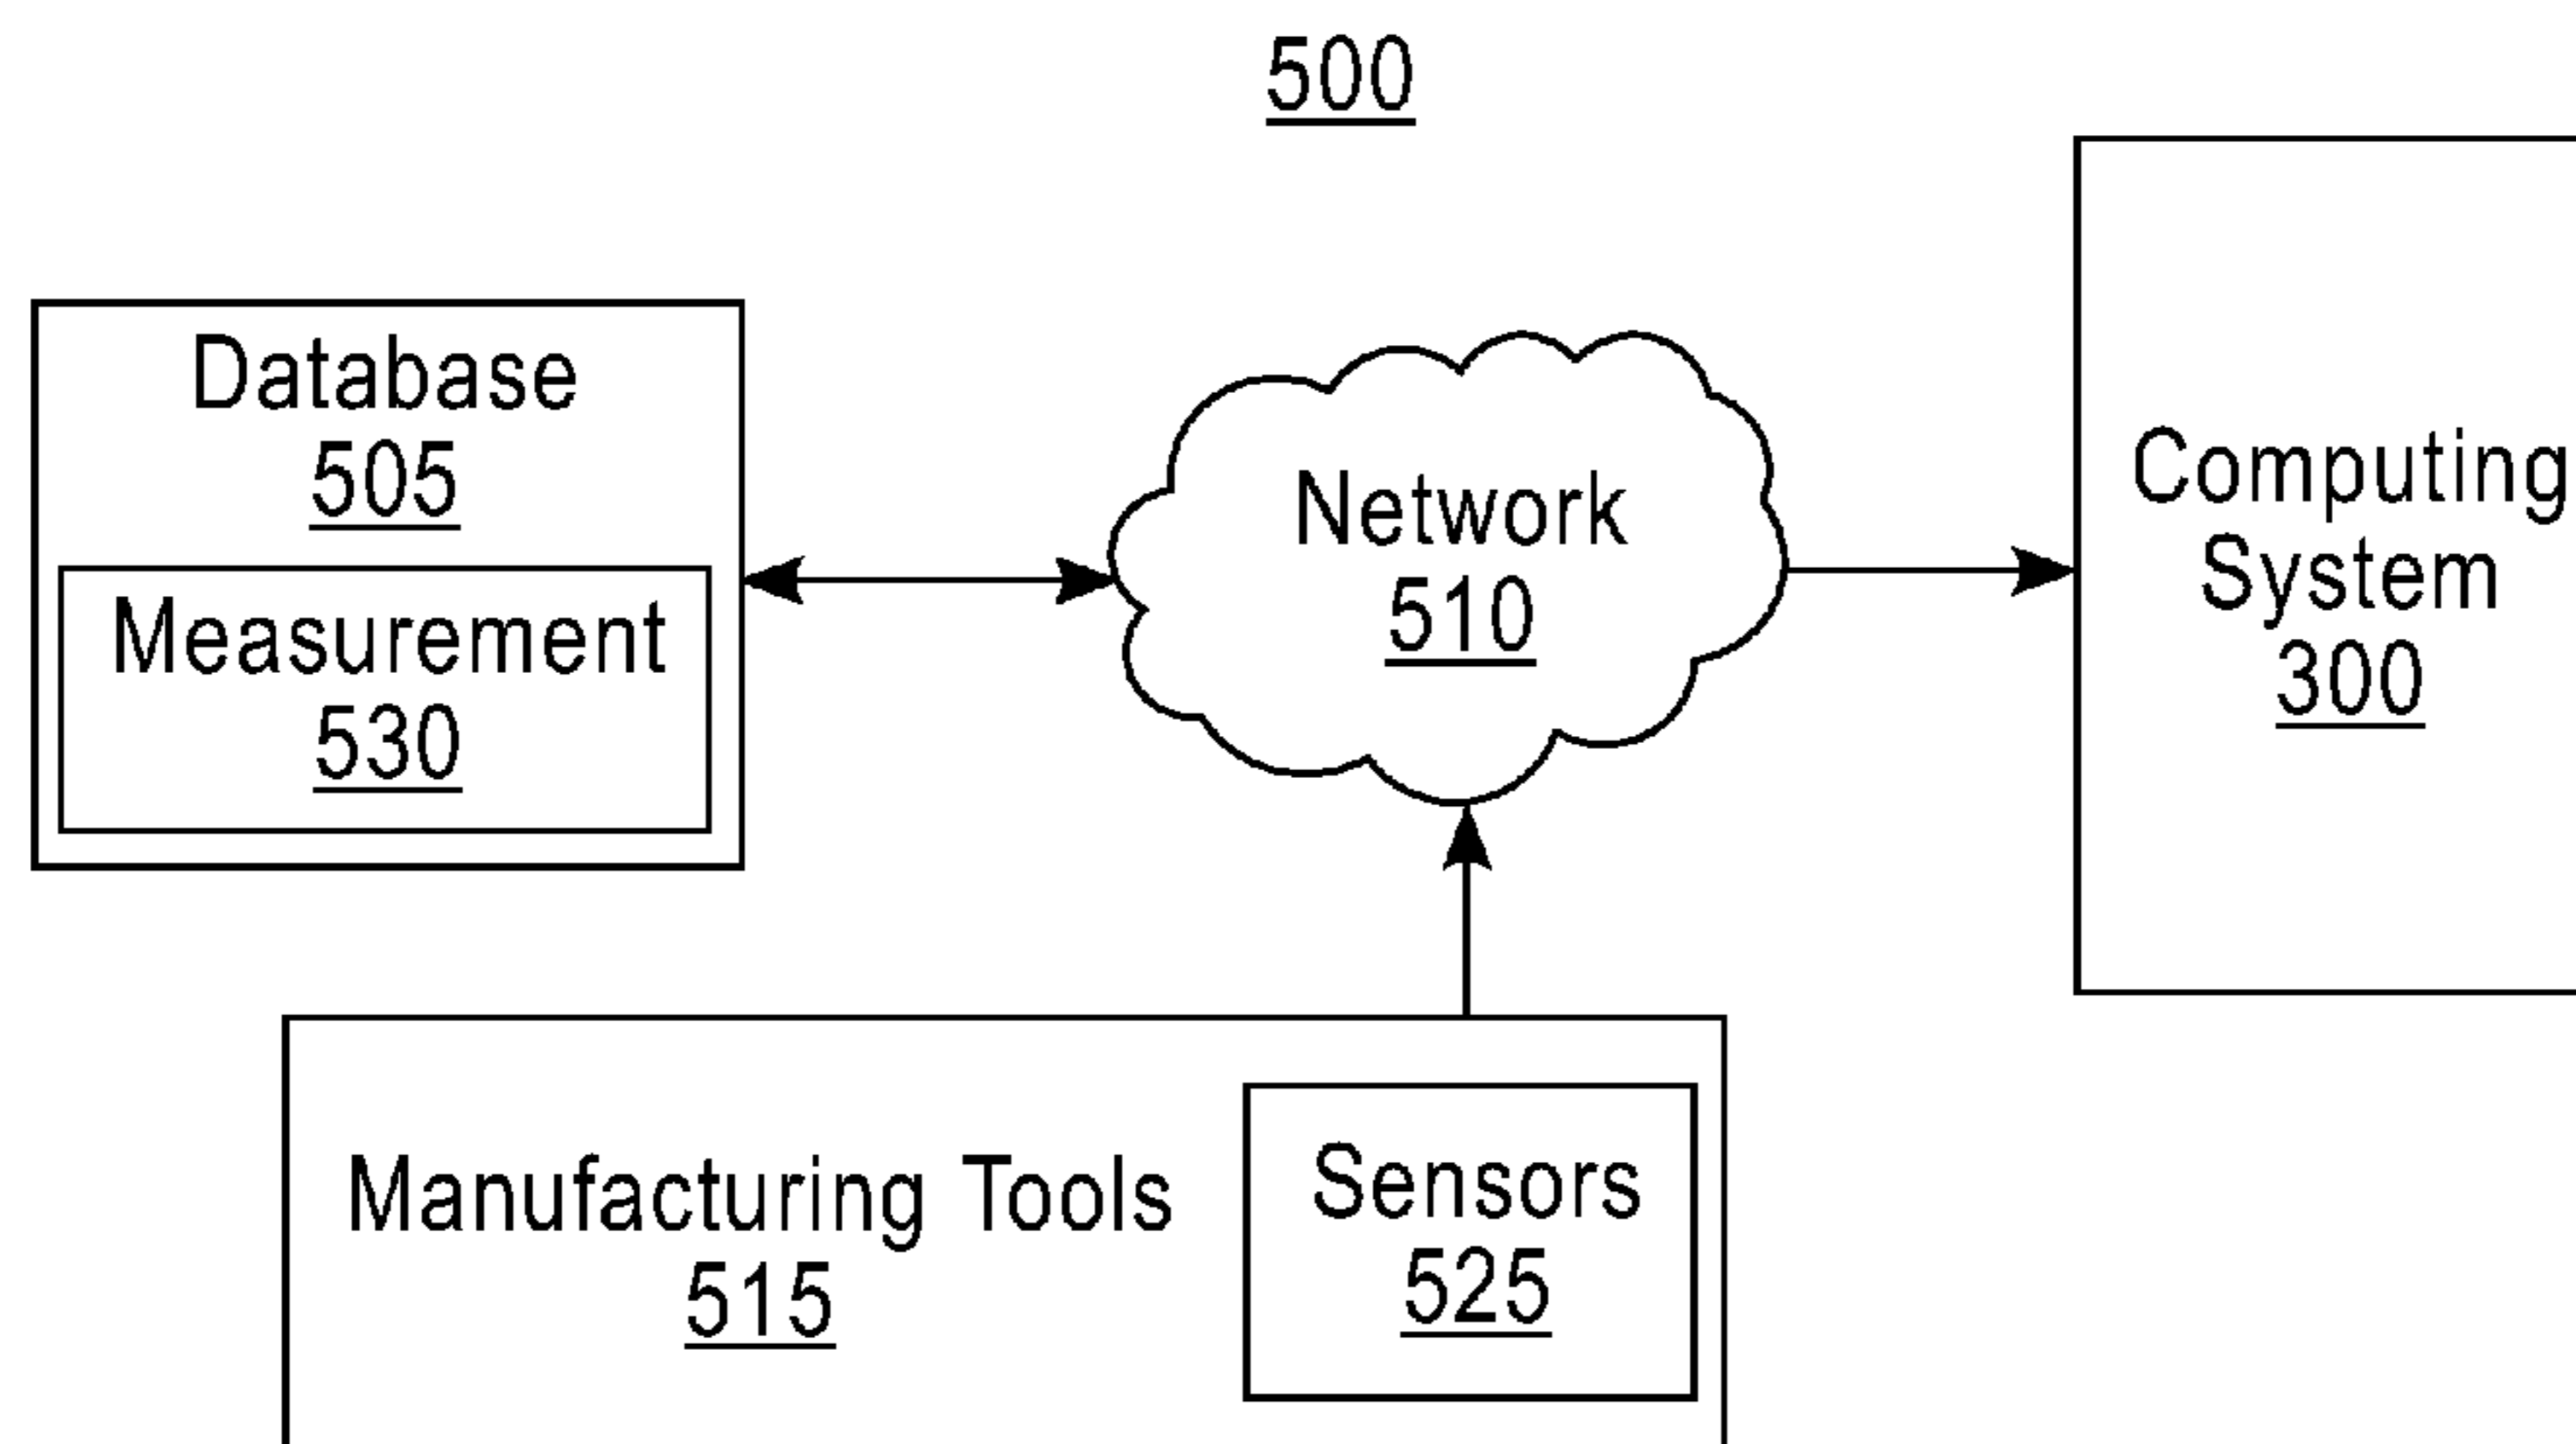 500
Database
505
Measurement
530
Network
510
Computing
System
300
Manufacturing Tools
515
Sensors
525